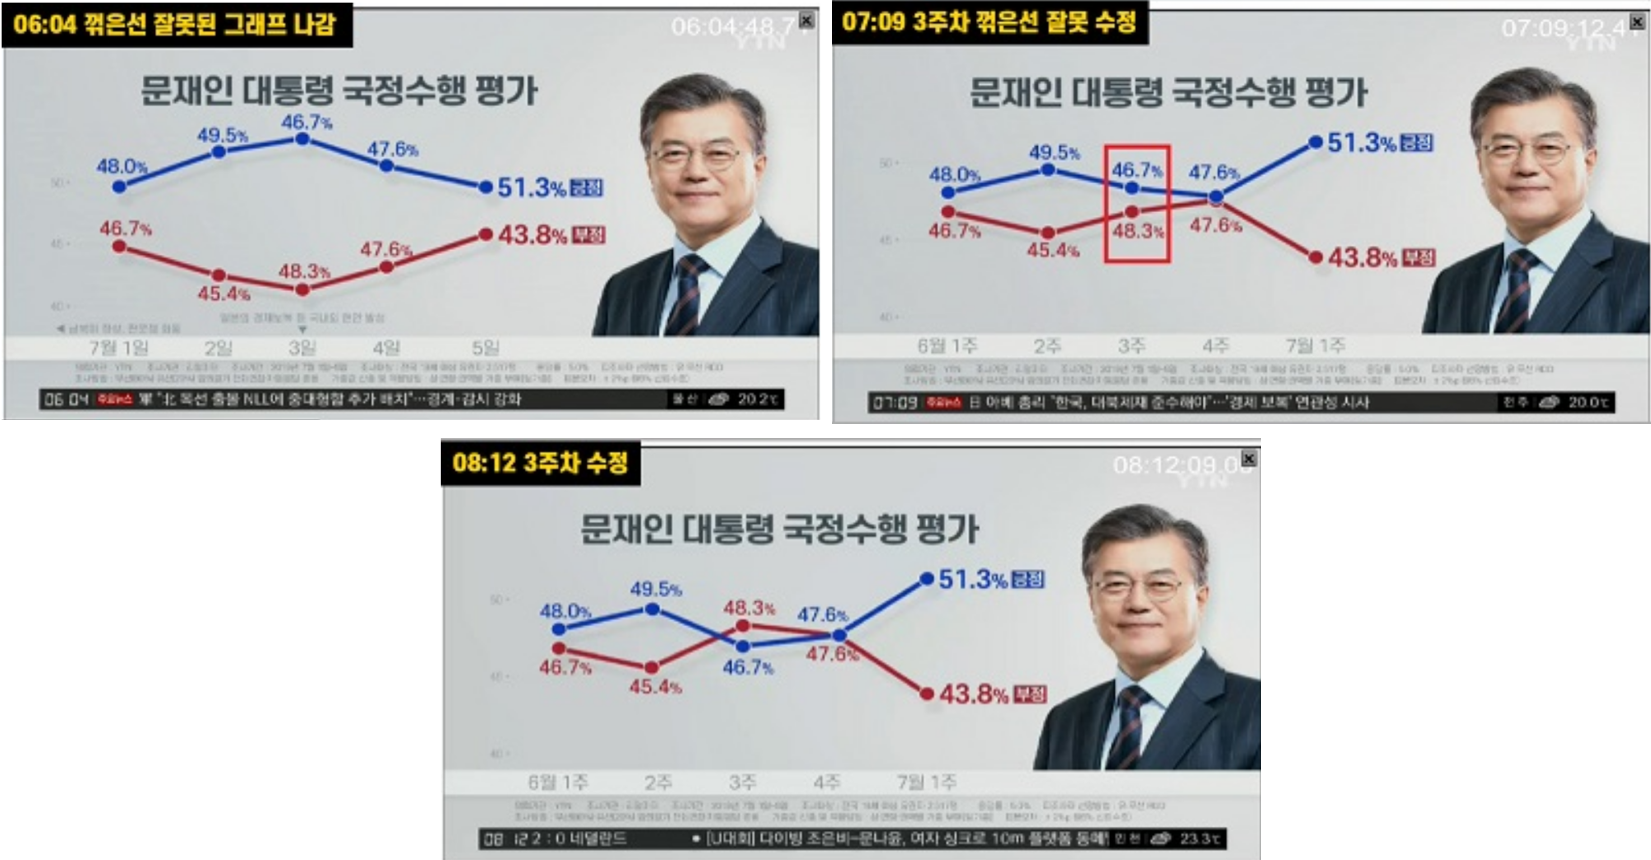 06:04 꺾은선 잘못된 그래프 나감
06:04:48.7
YTN
문재인 대통령 국정수행 평가
48.0% 49.5% 46.7% 47.6% 51.3% 긍정
46.7% 45.4% 48.3% 47.6% 43.8% 부정
50
45
40
7월 1일 2일 3일 4일 5일
06 04 주요뉴스 軍 "北 목선 출몰 NLL에 중대형함 추가 배치"…경계·감시 강화 울산 20.2℃
07:09 3주차 꺾은선 잘못 수정
07:09:12.4
YTN
문재인 대통령 국정수행 평가
48.0% 49.5% 46.7% 47.6% 51.3% 긍정
46.7% 45.4% 48.3% 47.6% 43.8% 부정
50
45
40
6월 1주 2주 3주 4주 7월 1주
07:09 주요뉴스 日 아베 총리 "한국, 대북제재 준수해야"…'경제 보복' 연관성 시사 전주 20.0℃
08:12 3주차 수정
08:12:09.0
YTN
문재인 대통령 국정수행 평가
48.0% 49.5% 46.7% 47.6% 51.3% 긍정
46.7% 45.4% 48.3% 47.6% 43.8% 부정
50
45
40
6월 1주 2주 3주 4주 7월 1주
08 12 2 : 0 네덜란드 ● [U대회] 다이빙 조은비-문나윤, 여자 싱크로 10m 플랫폼 동메 인천 23.3℃